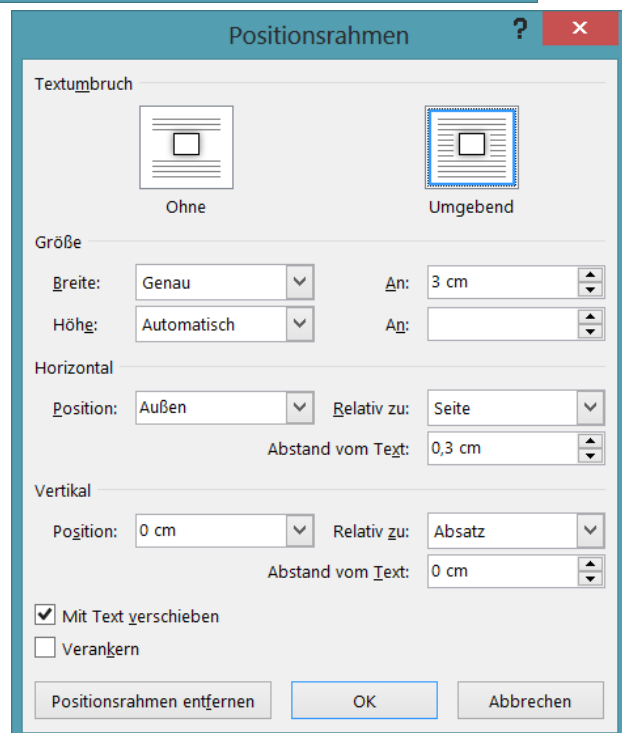 Positionsrahmen ? x
Textumbruch
Ohne Umgebend
Größe
Breite: Genau An: 3 cm
Höhe: Automatisch An:
Horizontal
Position: Außen Relativ zu: Seite
Abstand vom Text: 0,3 cm
Vertikal
Position: 0 cm Relativ zu: Absatz
Abstand vom Text: 0 cm
Mit Text verschieben
Verankern
Positionsrahmen entfernen OK Abbrechen